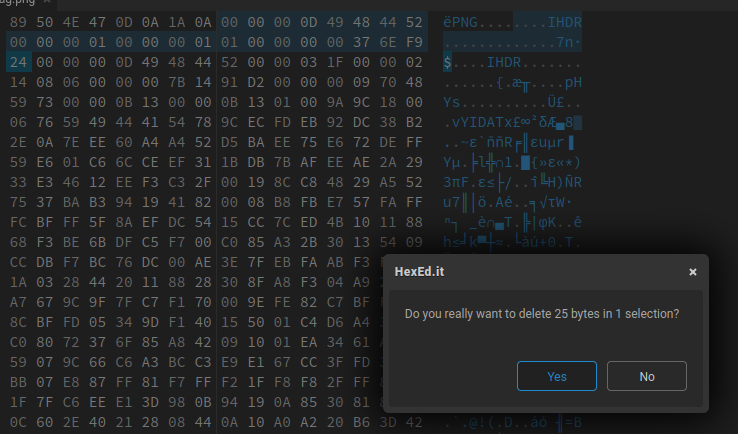 ag.png ×
89 50 4E 47 0D 0A 1A 0A 00 00 00 0D 49 48 44 52 ëPNG........IHDR
00 00 00 01 00 00 00 01 01 00 00 00 00 37 6E F9 .............7n·
24 00 00 00 0D 49 48 44 52 00 00 03 1F 00 00 02 $....IHDR.......
14 08 06 00 00 00 7B 14 91 D2 00 00 00 09 70 48 ......{.æ╥....pH
59 73 00 00 0B 13 00 00 0B 13 01 00 9A 9C 18 00 Ys..........Ü£..
06 76 59 49 44 41 54 78 9C EC FD EB 92 DC 38 B2 .vYIDATx£∞²δÆ▄8▓
2E 0A 7E EE 60 A4 A4 52 D5 BA EE 75 E6 72 DE FF ..~ε`ññR╒║εuµr▐
59 E6 01 C6 6C CE EF 31 1B DB 7B AF EE AE 2A 29 Yµ.╞l╬∩1.█{»ε«*)
33 E3 46 12 EE F3 C3 2F 00 19 8C C8 48 29 A5 52 3πF.ε≤├/..î╚H)ÑR
75 37 BA B3 94 19 41 82 00 08 B8 FB E7 57 FA FF u7║│ö.Aé..╕√τW·
FC BF FF 5F 8A EF DC 54 15 CC 7C ED 4B 10 11 88 ⁿ┐ _è∩▄T.╠|φK..ê
68 F3 BE 6B DF C5 F7 00 C0 85 A3 2B 30 13 54 09 h≤╛k▀┼≈.└àú+0.T.
CC DB F7 BC 76 DC 00 AE 3E 7F EB FA AB F3
1A 03 28 44 20 11 88 28 30 8F A8 F3 04 A9
A7 67 9C 9F 7F C7 F1 70 00 9E FE 82 C7 BF
8C BF FD 05 34 9D F1 40 15 50 01 C4 D6 A4
C0 80 72 37 6F 85 A8 42 09 10 01 EA 34 61
59 07 9C 66 C6 A3 BC C3 E9 E1 67 CC 3F FD
BB 07 E8 87 FF 81 F7 FF F2 1F F8 F8 2F FF
1F 7F C6 EE E1 3D 98 0B 94 19 0A 85 30 81
0C 60 2E 40 21 28 08 44 0A 10 A0 A2 20 B6 3D 42 .`.@!(.D..áó ╢=B
HexEd.it ×
Do you really want to delete 25 bytes in 1 selection?
Yes No